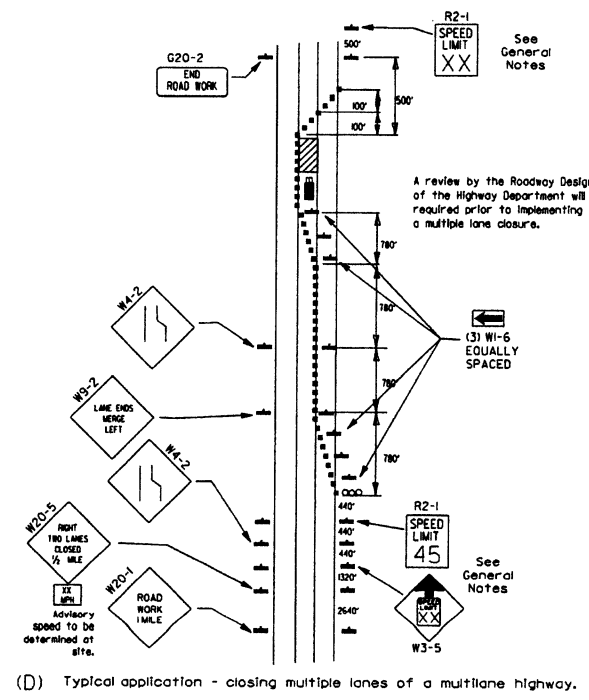 R2-1
SPEED
LIMIT
XX
See
General
Notes
500'
G20-2
END
ROAD WORK
100'
100'
500'
A review by the Roadway Design
of the Highway Department will
required prior to implementing
a multiple lane closure.
780'
780'
(3) W1-6
EQUALLY
SPACED
W4-2
780'
W9-2
LANE ENDS
MERGE
LEFT
780'
W4-2
440'
R2-1
SPEED
LIMIT
45
440'
440'
W20-5
RIGHT
TWO LANES
CLOSED
½ MILE
XX
MPH
Advisory
speed to be
determined at
site.
1320'
See
General
Notes
SPEED
LIMIT
XX
W3-5
W20-1
ROAD
WORK
1 MILE
2640'
(D) Typical application - closing multiple lanes of a multilane highway.